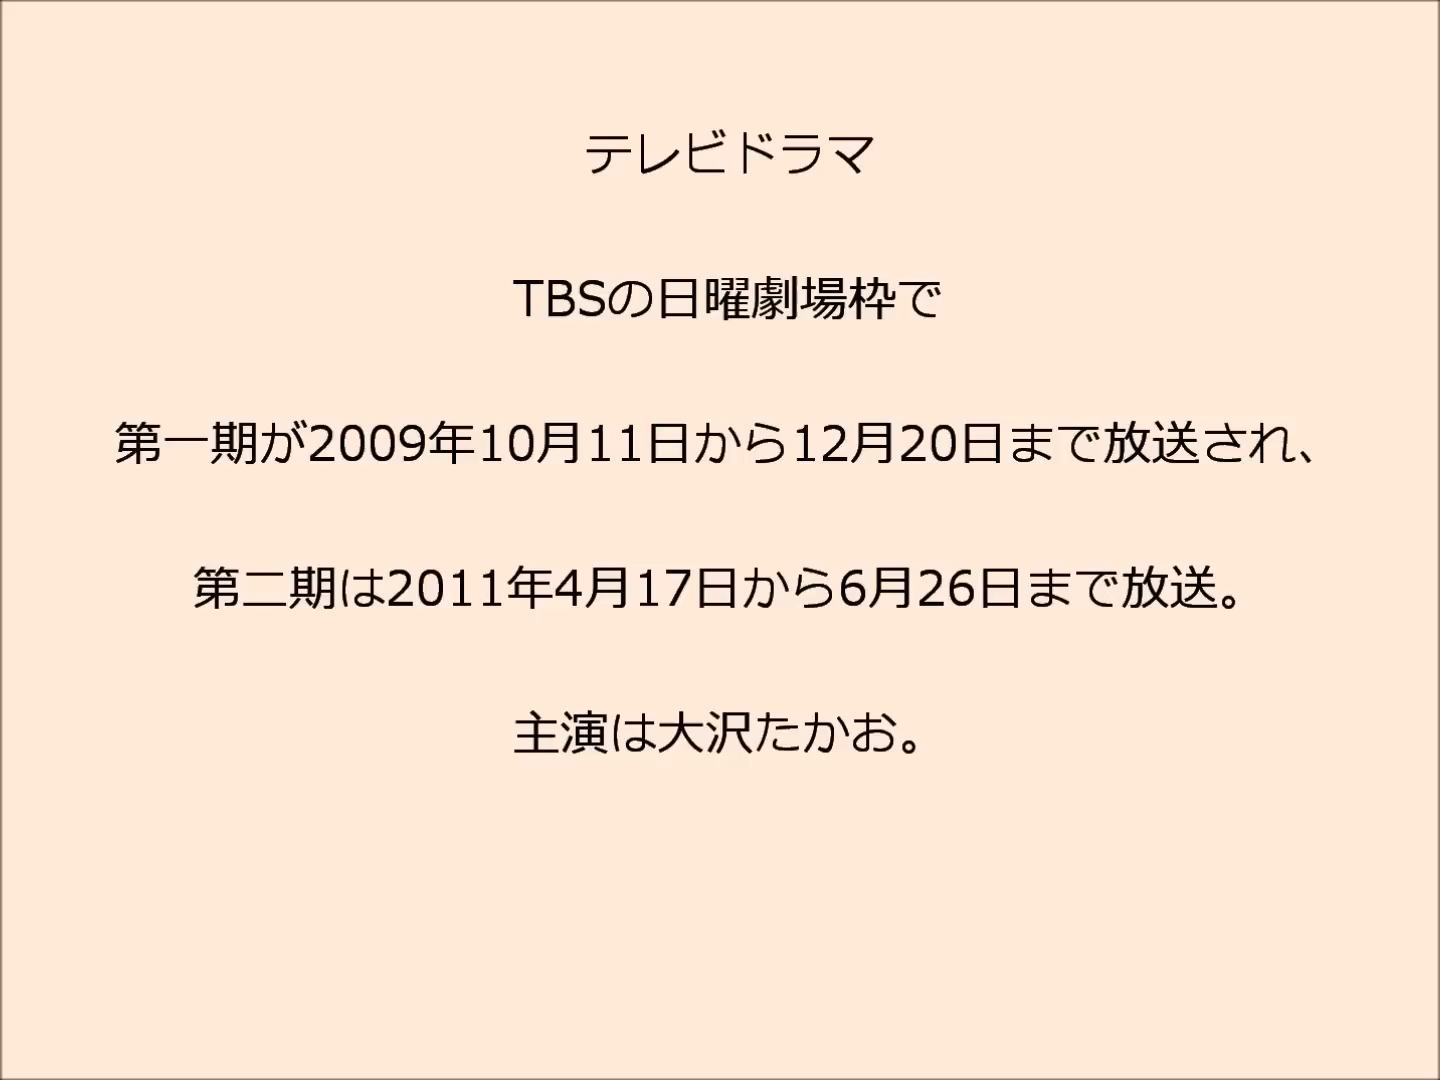 テレビドラマ
TBSの日曜劇場枠で
第一期が2009年10月11日から12月20日まで放送され、
第二期は2011年4月17日から6月26日まで放送。
主演は大沢たかお。